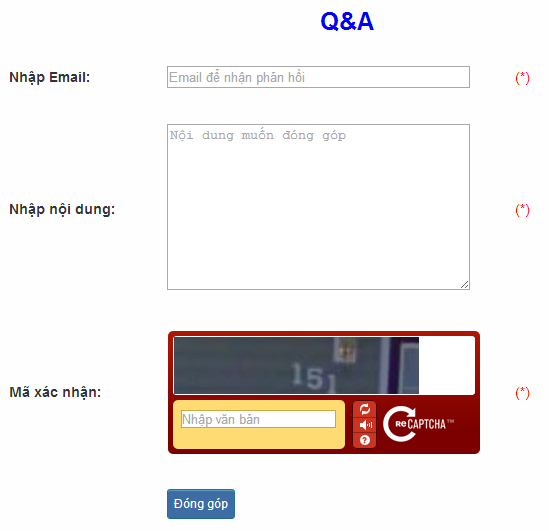 Q&A
Nhập Email:
Email để nhận phản hồi
(*)
Nội dung muốn đóng góp
Nhập nội dung:
(*)
151
Mã xác nhận:
(*)
Nhập văn bản
reCAPTCHA™
Đóng góp